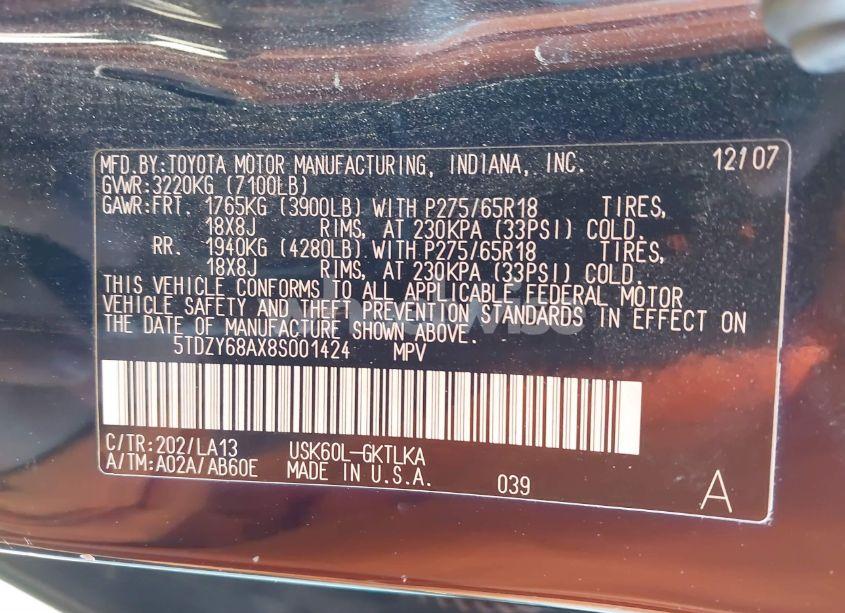 MFD.BY:TOYOTA MOTOR MANUFACTURING, INDIANA, INC. 12/07
GVWR:3220KG (7100LB)
GAWR:FRT. 1765KG (3900LB) WITH P275/65R18 TIRES,
18X8J RIMS, AT 230KPA (33PSI) COLD.
RR. 1940KG (4280LB) WITH P275/65R18 TIRES,
18X8J RIMS, AT 230KPA (33PSI) COLD.
THIS VEHICLE CONFORMS TO ALL APPLICABLE FEDERAL MOTOR
VEHICLE SAFETY AND THEFT PREVENTION STANDARDS IN EFFECT ON
THE DATE OF MANUFACTURE SHOWN ABOVE.
5TDZY68AX8S001424 MPV
C/TR:202/LA13 USK60L-GKTLKA
A/TM:A02A/AB60E MADE IN U.S.A. 039 A